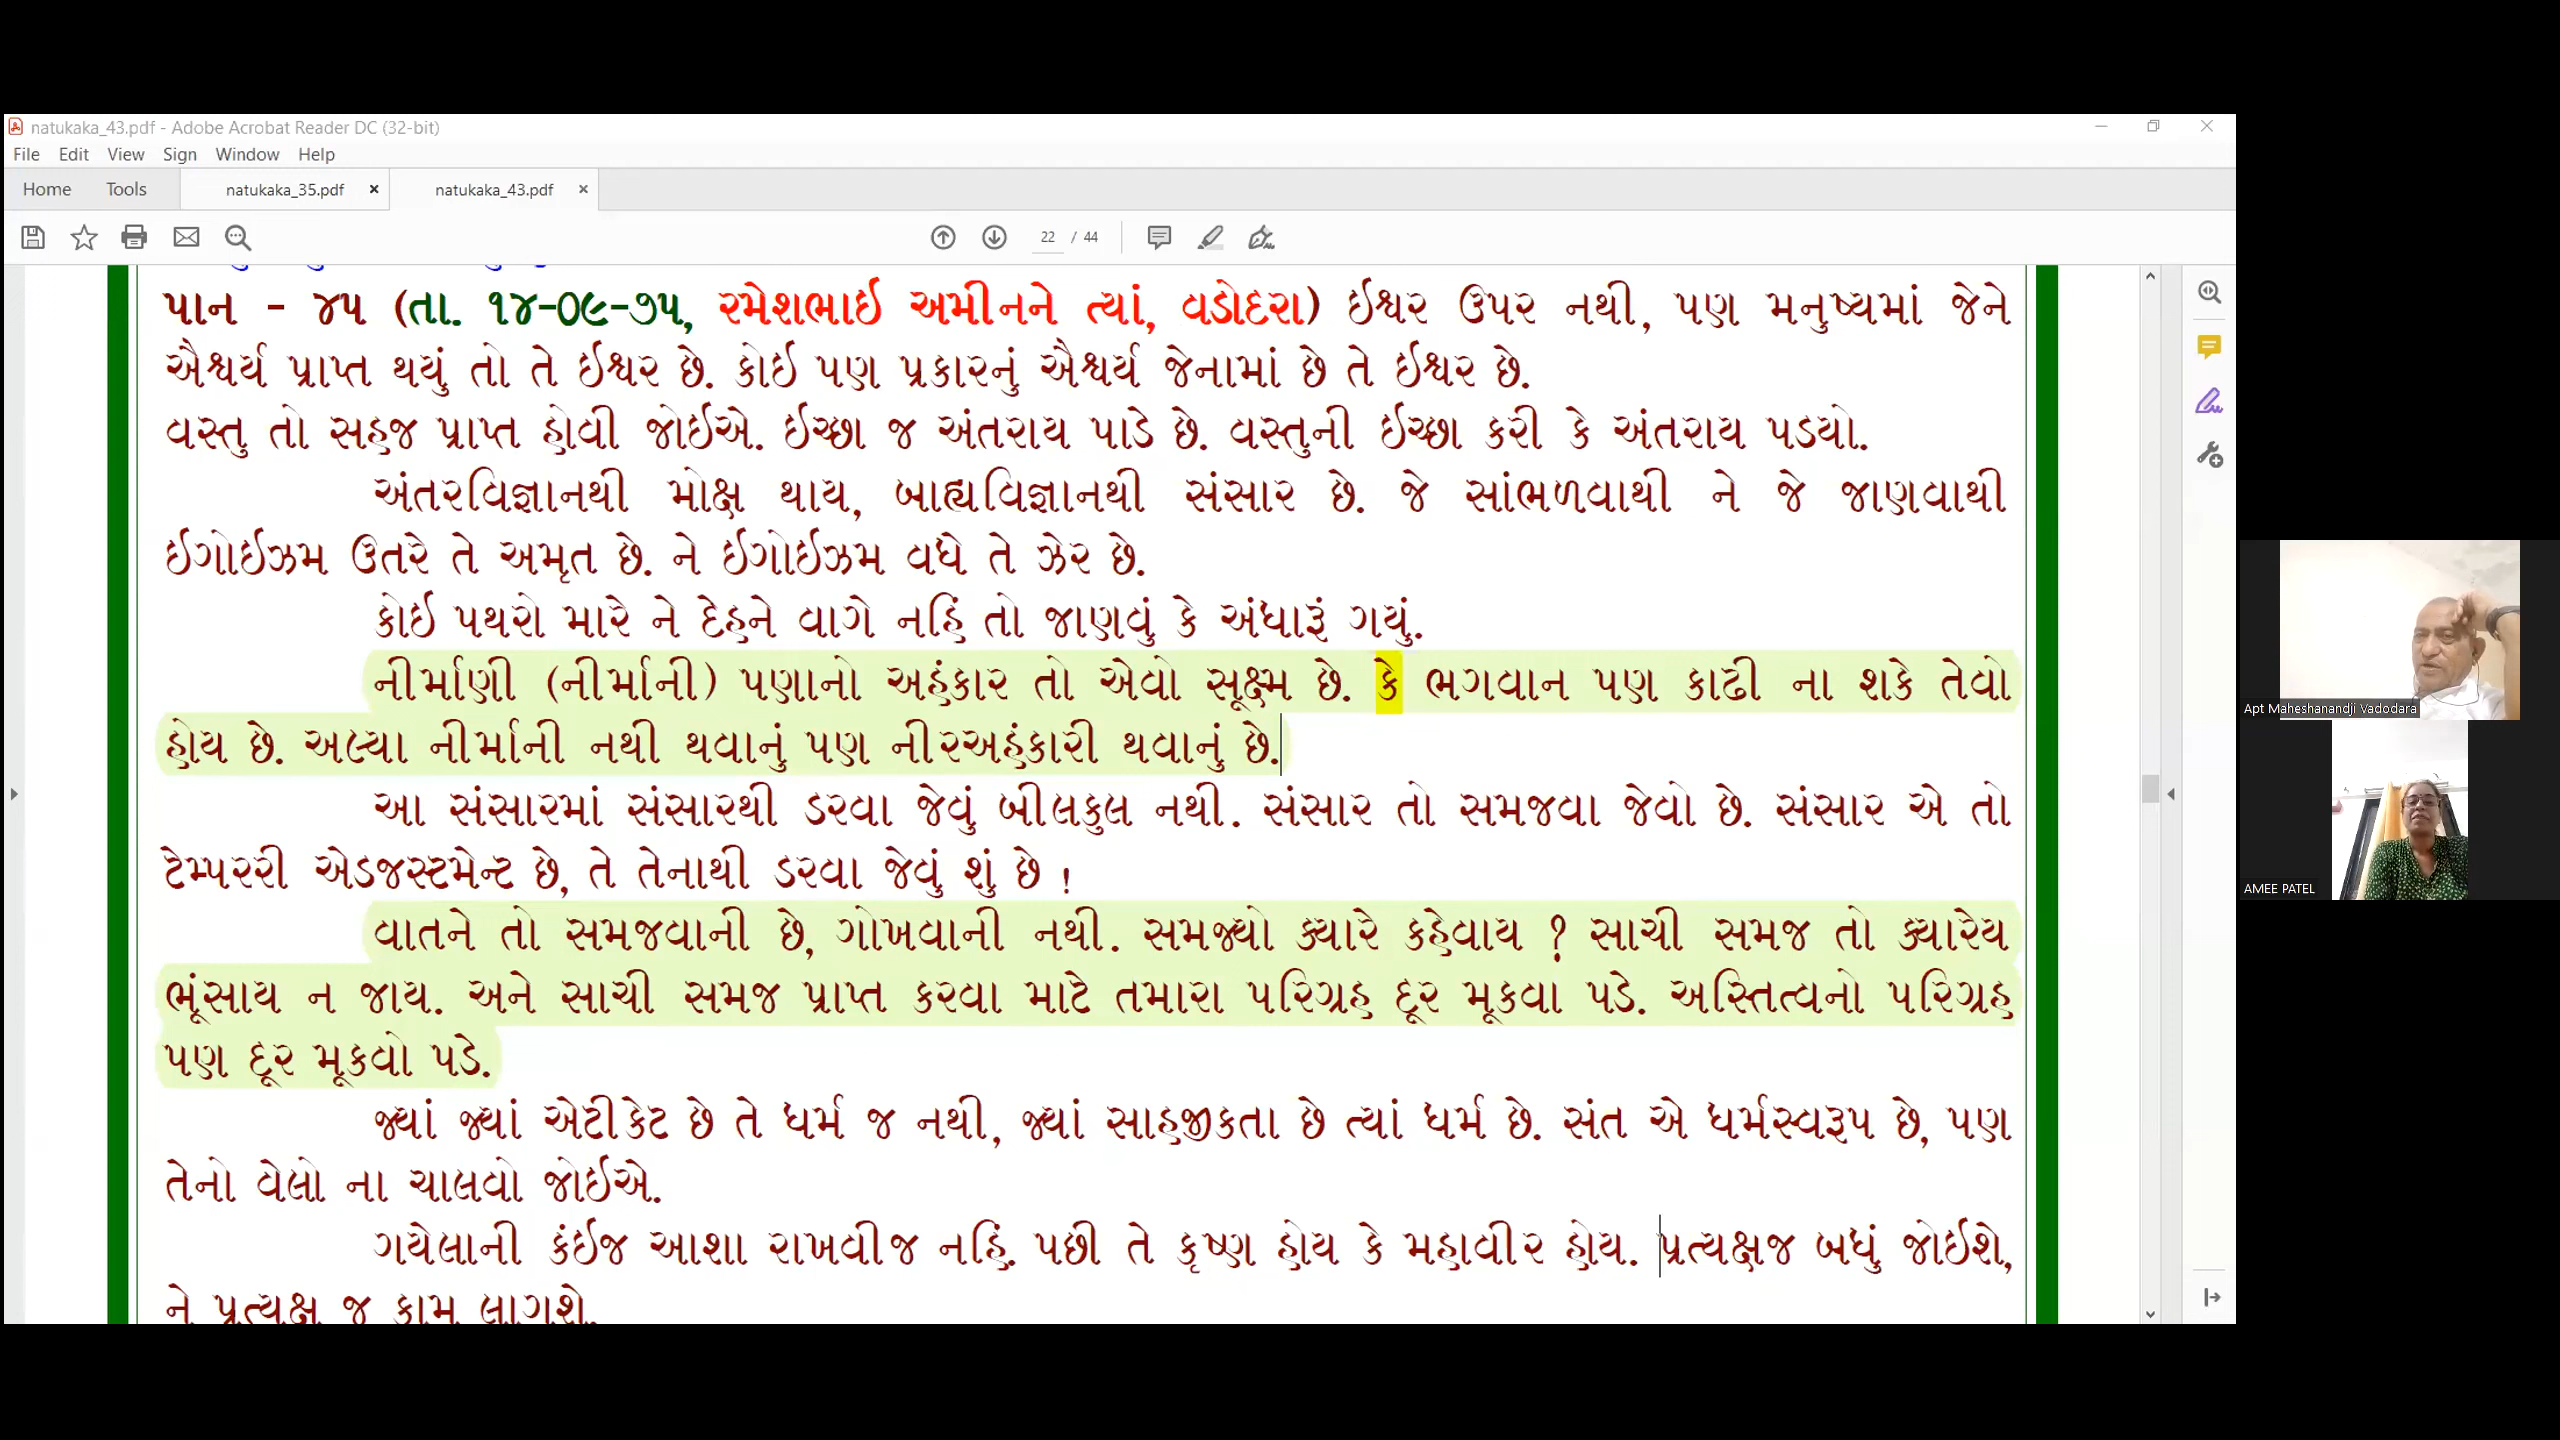 natukaka_43.pdf - Adobe Acrobat Reader DC (32-bit)
File Edit View Sign Window Help
Home Tools natukaka_35.pdf × natukaka_43.pdf ×
22 / 44
પાન - ૪૫ (તા. ૧૪-૦૯-૭૫, રમેશભાઈ અમીનને ત્યાં, વડોદરા) ઈશ્વર ઉપર નથી, પણ મનુષ્યમાં જેને
ઐશ્વર્ય પ્રાપ્ત થયું તો તે ઈશ્વર છે. કોઈ પણ પ્રકારનું ઐશ્વર્ય જેનામાં છે તે ઈશ્વર છે.
વસ્તુ તો સહજ પ્રાપ્ત હોવી જોઈએ. ઈચ્છા જ અંતરાય પાડે છે. વસ્તુની ઈચ્છા કરી કે અંતરાય પડયો.
અંતરવિજ્ઞાનથી મોક્ષ થાય, બાહ્યવિજ્ઞાનથી સંસાર છે. જે સાંભળવાથી ને જે જાણવાથી
ઈગોઈઝમ ઉતરે તે અમૃત છે. ને ઈગોઈઝમ વધે તે ઝેર છે.
કોઈ પથરો મારે ને દેહને વાગે નહિં તો જાણવું કે અંધારૂં ગયું.
નીર્માણી (નીર્માની) પણાનો અહંકાર તો એવો સૂક્ષ્મ છે. કે ભગવાન પણ કાઢી ના શકે તેવો
હોય છે. અલ્યા નીર્માની નથી થવાનું પણ નીરઅહંકારી થવાનું છે.
આ સંસારમાં સંસારથી ડરવા જેવું બીલકુલ નથી. સંસાર તો સમજવા જેવો છે. સંસાર એ તો
ટેમ્પરરી એડજસ્ટમેન્ટ છે, તે તેનાથી ડરવા જેવું શું છે !
વાતને તો સમજવાની છે, ગોખવાની નથી. સમજ્યો ક્યારે કહેવાય ? સાચી સમજ તો ક્યારેય
ભૂંસાય ન જાય. અને સાચી સમજ પ્રાપ્ત કરવા માટે તમારા પરિગ્રહ દૂર મૂકવા પડે. અસ્તિત્વનો પરિગ્રહ
પણ દૂર મૂકવો પડે.
જ્યાં જ્યાં એટીકેટ છે તે ધર્મ જ નથી, જ્યાં સાહજીકતા છે ત્યાં ધર્મ છે. સંત એ ધર્મસ્વરૂપ છે, પણ
તેનો વેલો ના ચાલવો જોઈએ.
ગયેલાની કંઈજ આશા રાખવીજ નહિં. પછી તે કૃષ્ણ હોય કે મહાવીર હોય. પ્રત્યક્ષજ બધું જોઈશે,
ને પ્રત્યક્ષ જ કામ લાગશે.
Apt Maheshanandji Vadodara
AMEE PATEL